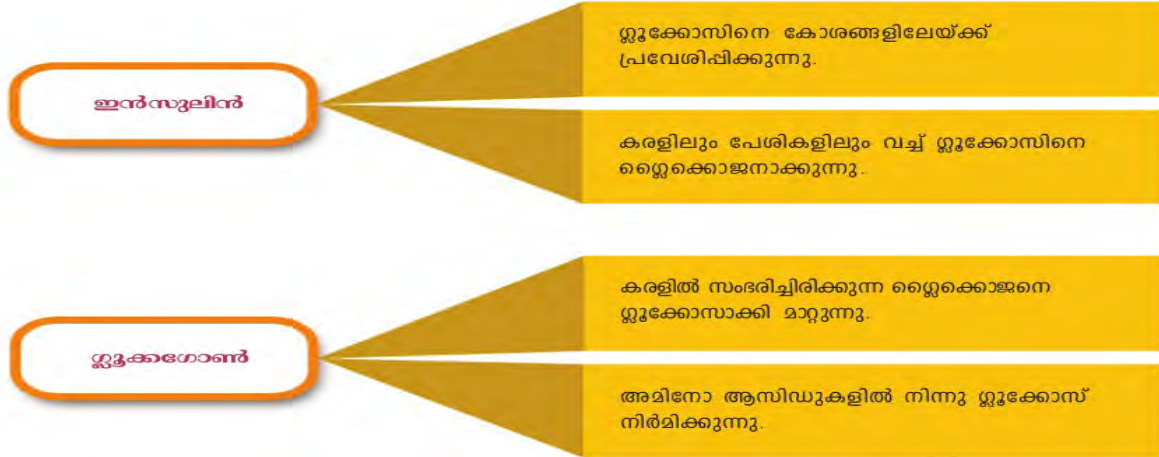 ഇൻസുലിൻ
ഗ്ലൂക്കോസിനെ കോശങ്ങളിലേയ്ക്ക്
പ്രവേശിപ്പിക്കുന്നു.
കരളിലും പേശികളിലും വച്ച് ഗ്ലൂക്കോസിനെ
ഗ്ലൈക്കൊജനാക്കുന്നു.
ഗ്ലൂക്കഗോൺ
കരളിൽ സംഭരിച്ചിരിക്കുന്ന ഗ്ലൈക്കൊജനെ
ഗ്ലൂക്കോസാക്കി മാറ്റുന്നു.
അമിനോ ആസിഡുകളിൽ നിന്നു ഗ്ലൂക്കോസ്
നിർമിക്കുന്നു.